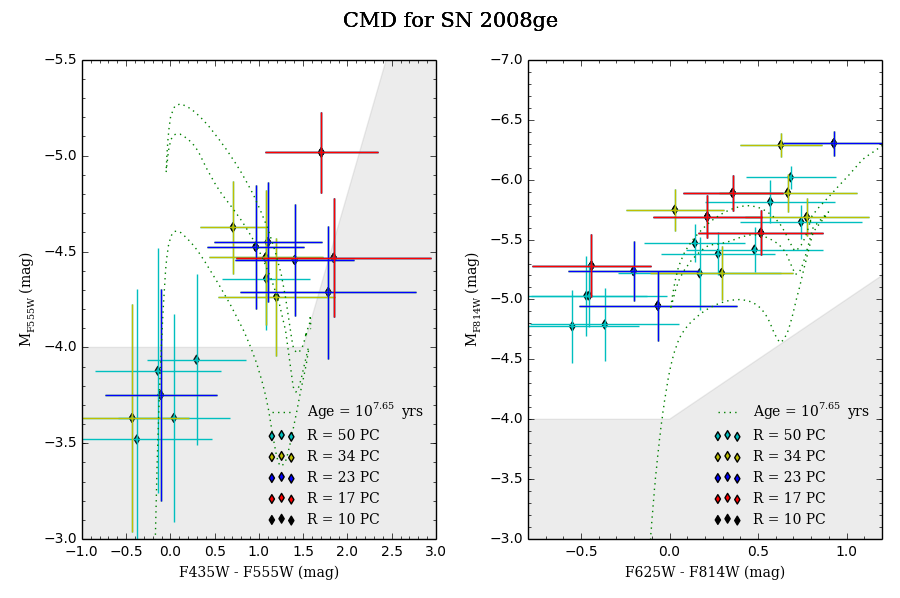 CMD for SN 2008ge
−5.5
−5.0
−4.5
−4.0
−3.5
−3.0
M_F555W (mag)
−1.0 −0.5 0.0 0.5 1.0 1.5 2.0 2.5 3.0
F435W - F555W (mag)
Age = 10^7.65 yrs
R = 50 PC
R = 34 PC
R = 23 PC
R = 17 PC
R = 10 PC
−7.0
−6.5
−6.0
−5.5
−5.0
−4.5
−4.0
−3.5
−3.0
M_F814W (mag)
−0.5 0.0 0.5 1.0
F625W - F814W (mag)
Age = 10^7.65 yrs
R = 50 PC
R = 34 PC
R = 23 PC
R = 17 PC
R = 10 PC